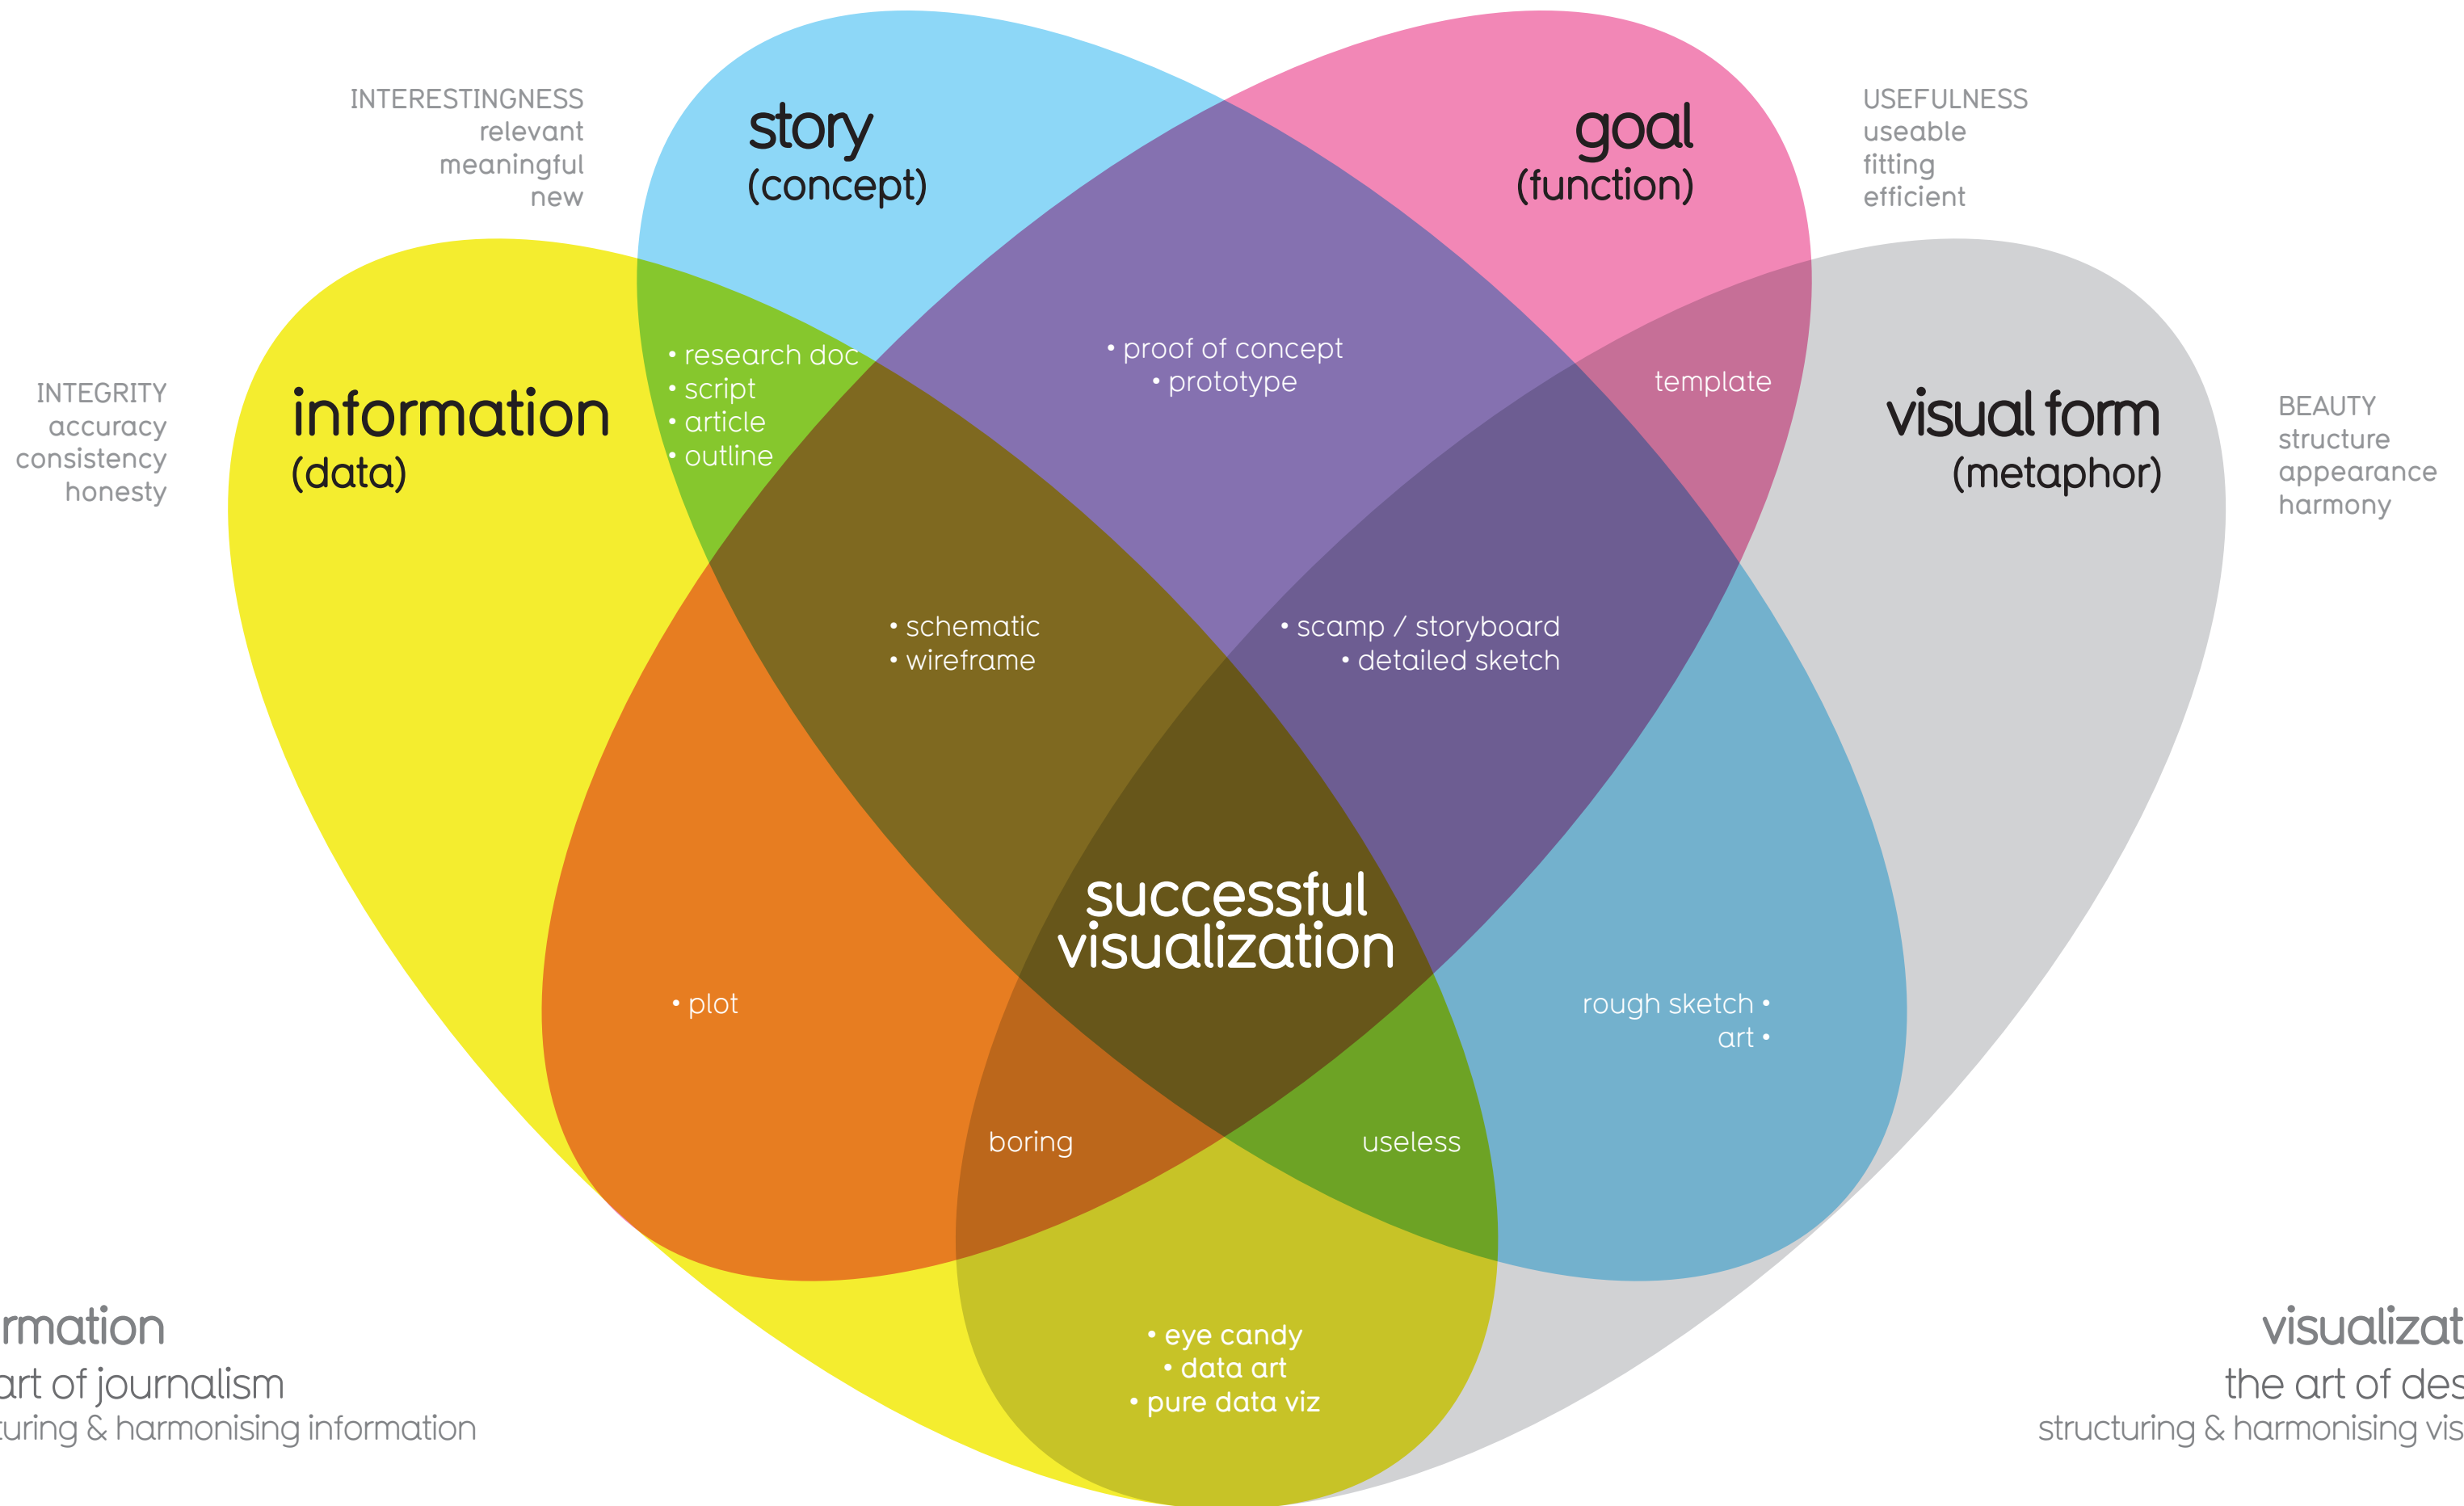 INTERESTINGNESS
relevant
meaningful
new
story
(concept)
goal
(function)
USEFULNESS
useable
fitting
efficient
INTEGRITY
accuracy
consistency
honesty
information
(data)
• research doc
• script
• article
• outline
• proof of concept
• prototype
template
visual form
(metaphor)
BEAUTY
structure
appearance
harmony
• schematic
• wireframe
• scamp / storyboard
• detailed sketch
successful
visualization
• plot
rough sketch •
art •
boring
useless
• eye candy
• data art
• pure data viz
rmation
art of journalism
turing & harmonising information
visualizat
the art of des
structuring & harmonising vis